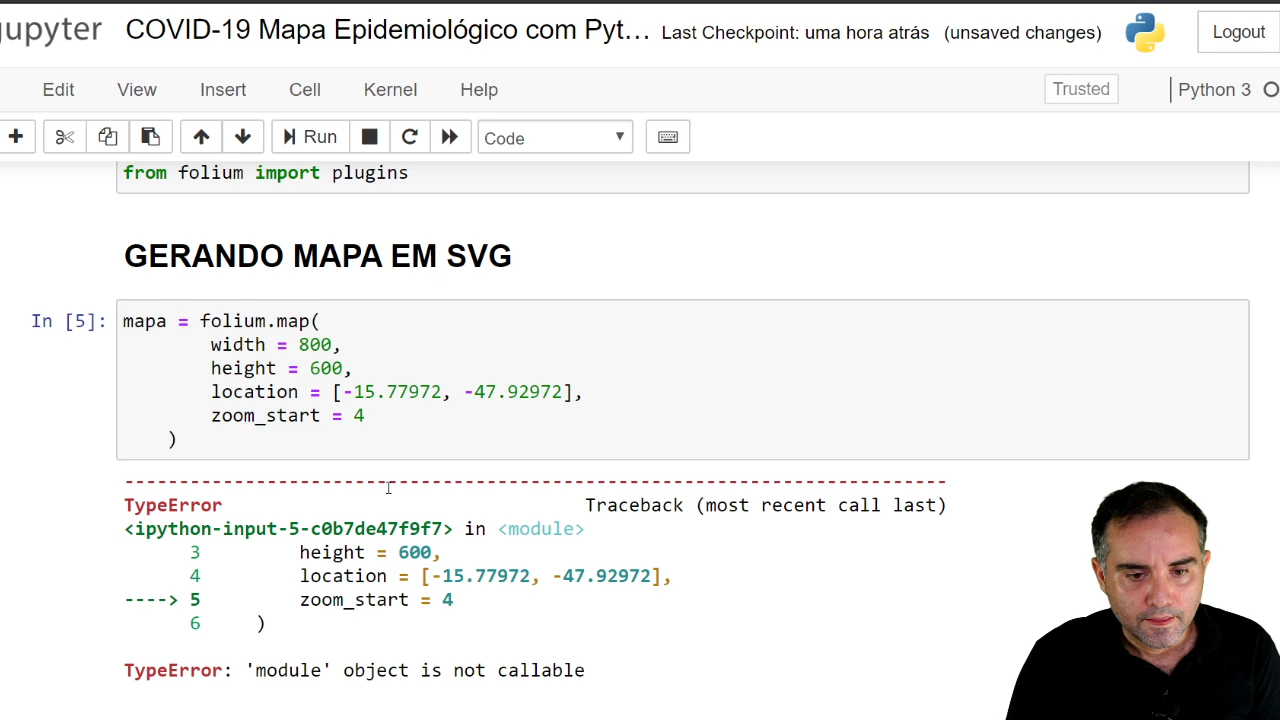 jupyter COVID-19 Mapa Epidemiológico com Pyt... Last Checkpoint: uma hora atrás (unsaved changes) Logout
Edit View Insert Cell Kernel Help Trusted Python 3
Run Code
from folium import plugins
GERANDO MAPA EM SVG
In [5]: mapa = folium.map(
width = 800,
height = 600,
location = [-15.77972, -47.92972],
zoom_start = 4
)
---------------------------------------------------------------------------
TypeError Traceback (most recent call last)
<ipython-input-5-c0b7de47f9f7> in <module>
3 height = 600,
4 location = [-15.77972, -47.92972],
----> 5 zoom_start = 4
6 )
TypeError: 'module' object is not callable